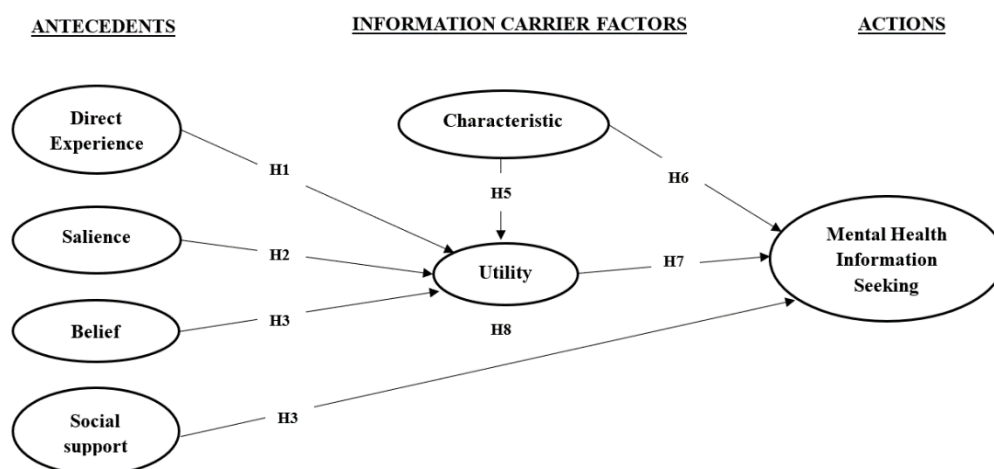 ANTECEDENTS
INFORMATION CARRIER FACTORS
ACTIONS
Direct
Experience
Characteristic
H1
H5
H6
Salience
H2
Utility
H7
Mental Health
Information
Seeking
Belief
H3
H8
Social
support
H3